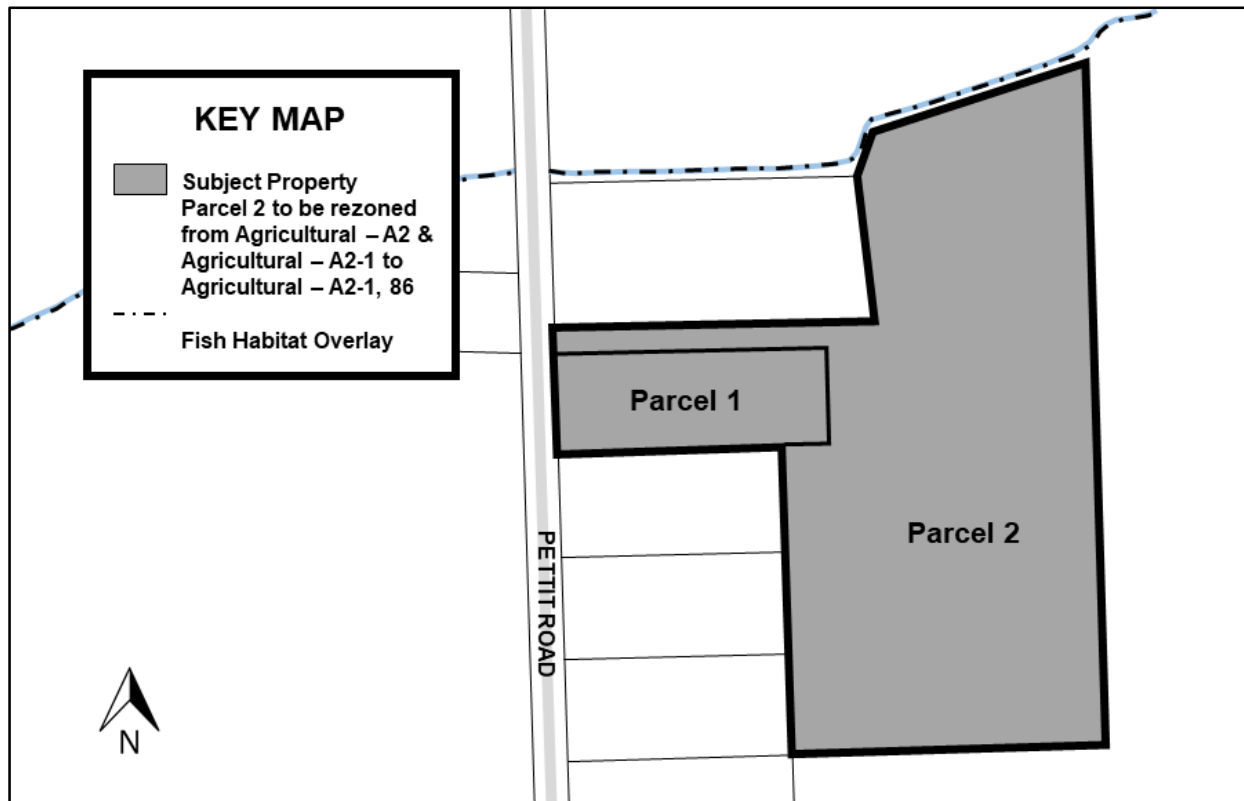 KEY MAP
Subject Property
Parcel 2 to be rezoned
from Agricultural – A2 &
Agricultural – A2-1 to
Agricultural – A2-1, 86
Fish Habitat Overlay
Parcel 1
Parcel 2
PETTIT ROAD
N